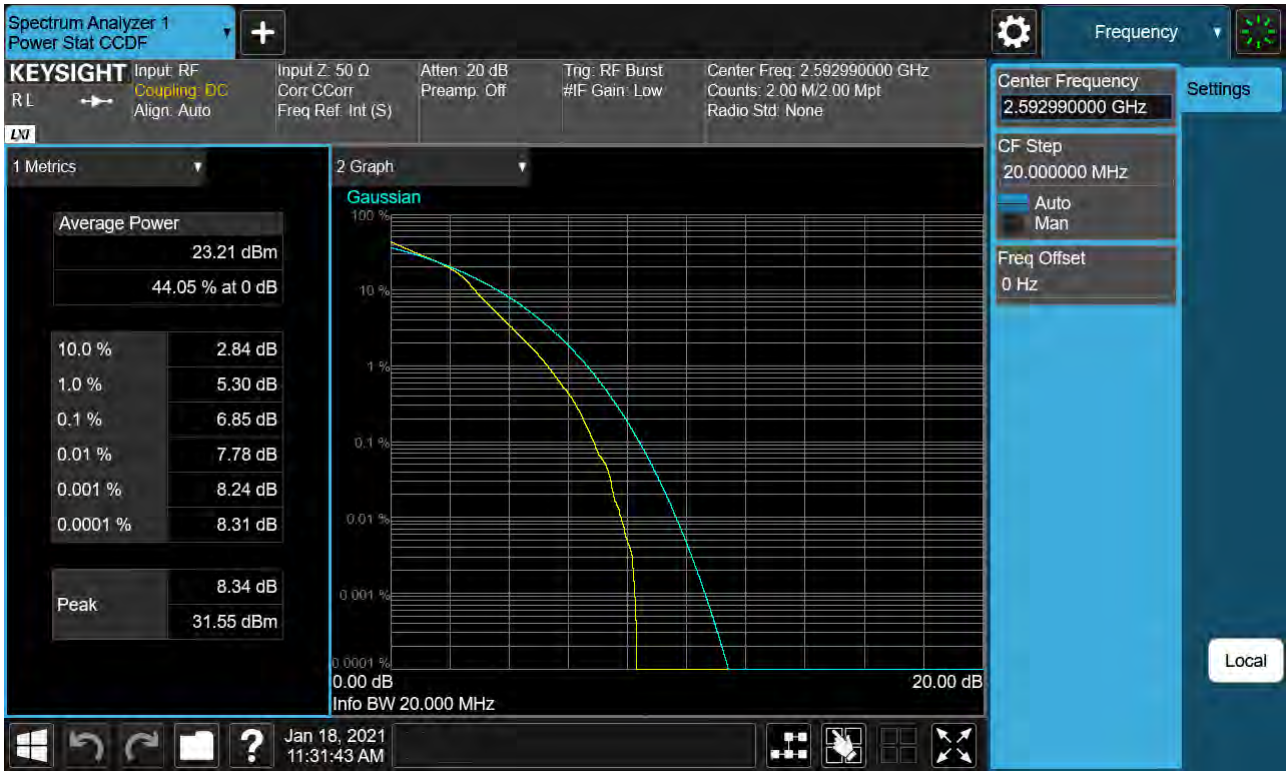 Spectrum Analyzer 1
Power Stat CCDF
Frequency
KEYSIGHT
RL
LXI
Input: RF
Coupling: DC
Align: Auto
Input Z: 50 Ω
Corr CCorr
Freq Ref: Int (S)
Atten: 20 dB
Preamp: Off
Trig: RF Burst
#IF Gain: Low
Center Freq: 2.592990000 GHz
Counts: 2.00 M/2.00 Mpt
Radio Std: None
Center Frequency
2.592990000 GHz
Settings
CF Step
20.000000 MHz
Auto
Man
Freq Offset
0 Hz
Local
1 Metrics
Average Power
23.21 dBm
44.05 % at 0 dB
10.0 % 2.84 dB
1.0 % 5.30 dB
0.1 % 6.85 dB
0.01 % 7.78 dB
0.001 % 8.24 dB
0.0001 % 8.31 dB
Peak
8.34 dB
31.55 dBm
2 Graph
Gaussian
100 %
10 %
1 %
0.1 %
0.01 %
0.001 %
0.0001 %
0.00 dB
20.00 dB
Info BW 20.000 MHz
?
Jan 18, 2021
11:31:43 AM